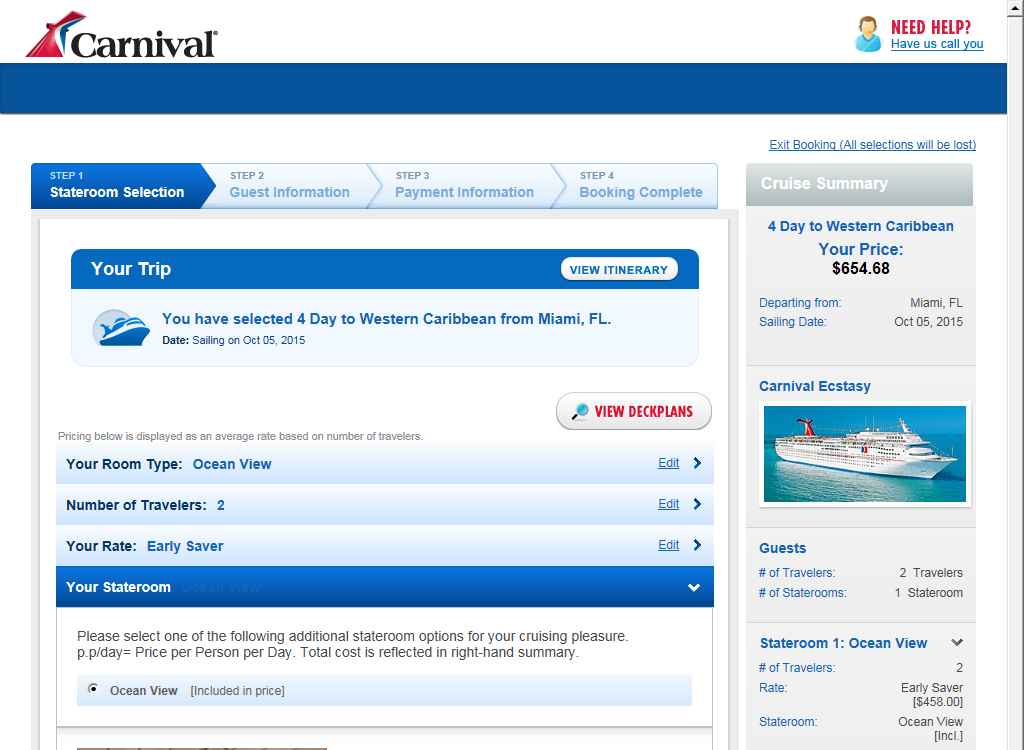 Carnival
NEED HELP?
Have us call you
Exit Booking (All selections will be lost)
STEP 1
Stateroom Selection
STEP 2
Guest Information
STEP 3
Payment Information
STEP 4
Booking Complete
Your Trip
VIEW ITINERARY
You have selected 4 Day to Western Caribbean from Miami, FL.
Date: Sailing on Oct 05, 2015
VIEW DECKPLANS
Pricing below is displayed as an average rate based on number of travelers.
Your Room Type: Ocean View Edit
Number of Travelers: 2 Edit
Your Rate: Early Saver Edit
Your Stateroom Ocean View
Please select one of the following additional stateroom options for your cruising pleasure.
p.p/day= Price per Person per Day. Total cost is reflected in right-hand summary.
Ocean View [Included in price]
Cruise Summary
4 Day to Western Caribbean
Your Price:
$654.68
Departing from: Miami, FL
Sailing Date: Oct 05, 2015
Carnival Ecstasy
Guests
# of Travelers: 2 Travelers
# of Staterooms: 1 Stateroom
Stateroom 1: Ocean View
# of Travelers: 2
Rate: Early Saver
[$458.00]
Stateroom: Ocean View
[Incl.]